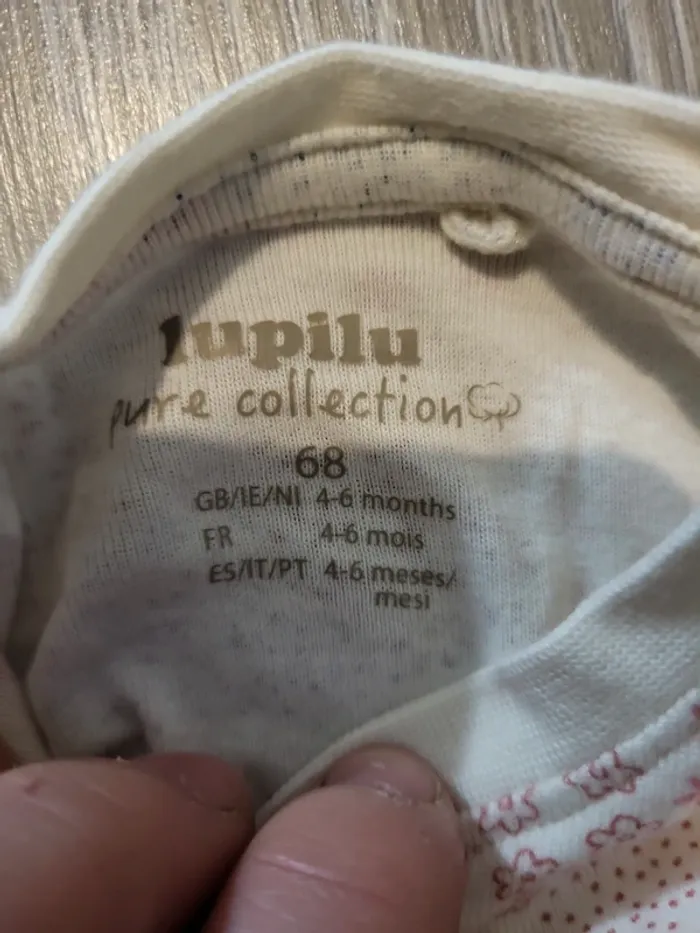 lupilu
pure collection
68
GB/IE/NI 4-6 months
FR 4-6 mois
ES/IT/PT 4-6 meses/
mesi